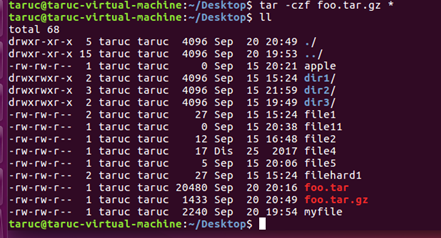 taruc@taruc-virtual-machine:~/Desktop$ tar -czf foo.tar.gz *
taruc@taruc-virtual-machine:~/Desktop$ ll
total 68
drwxr-xr-x 5 taruc taruc 4096 Sep 20 20:49 ./
drwxr-xr-x 15 taruc taruc 4096 Sep 20 19:53 ../
-rw-rw-r-- 1 taruc taruc 0 Sep 15 20:21 apple
drwxrwxr-x 2 taruc taruc 4096 Sep 15 15:24 dir1/
drwxrwxr-x 3 taruc taruc 4096 Sep 15 21:59 dir2/
drwxrwxr-x 2 taruc taruc 4096 Sep 15 19:49 dir3/
-rw-rw-r-- 2 taruc taruc 27 Sep 15 15:24 file1
-rw-rw-r-- 1 taruc taruc 0 Sep 15 20:38 file11
-rw-rw-r-- 1 taruc taruc 12 Sep 15 16:48 file2
-rw-rw-r-- 1 taruc taruc 17 Dis 25 2017 file4
-rw-rw-r-- 1 taruc taruc 5 Sep 15 20:06 file5
-rw-rw-r-- 2 taruc taruc 27 Sep 15 15:24 filehard1
-rw-rw-r-- 1 taruc taruc 20480 Sep 20 20:16 foo.tar
-rw-rw-r-- 1 taruc taruc 1433 Sep 20 20:49 foo.tar.gz
-rw-rw-r-- 1 taruc taruc 2240 Sep 20 19:54 myfile
taruc@taruc-virtual-machine:~/Desktop$